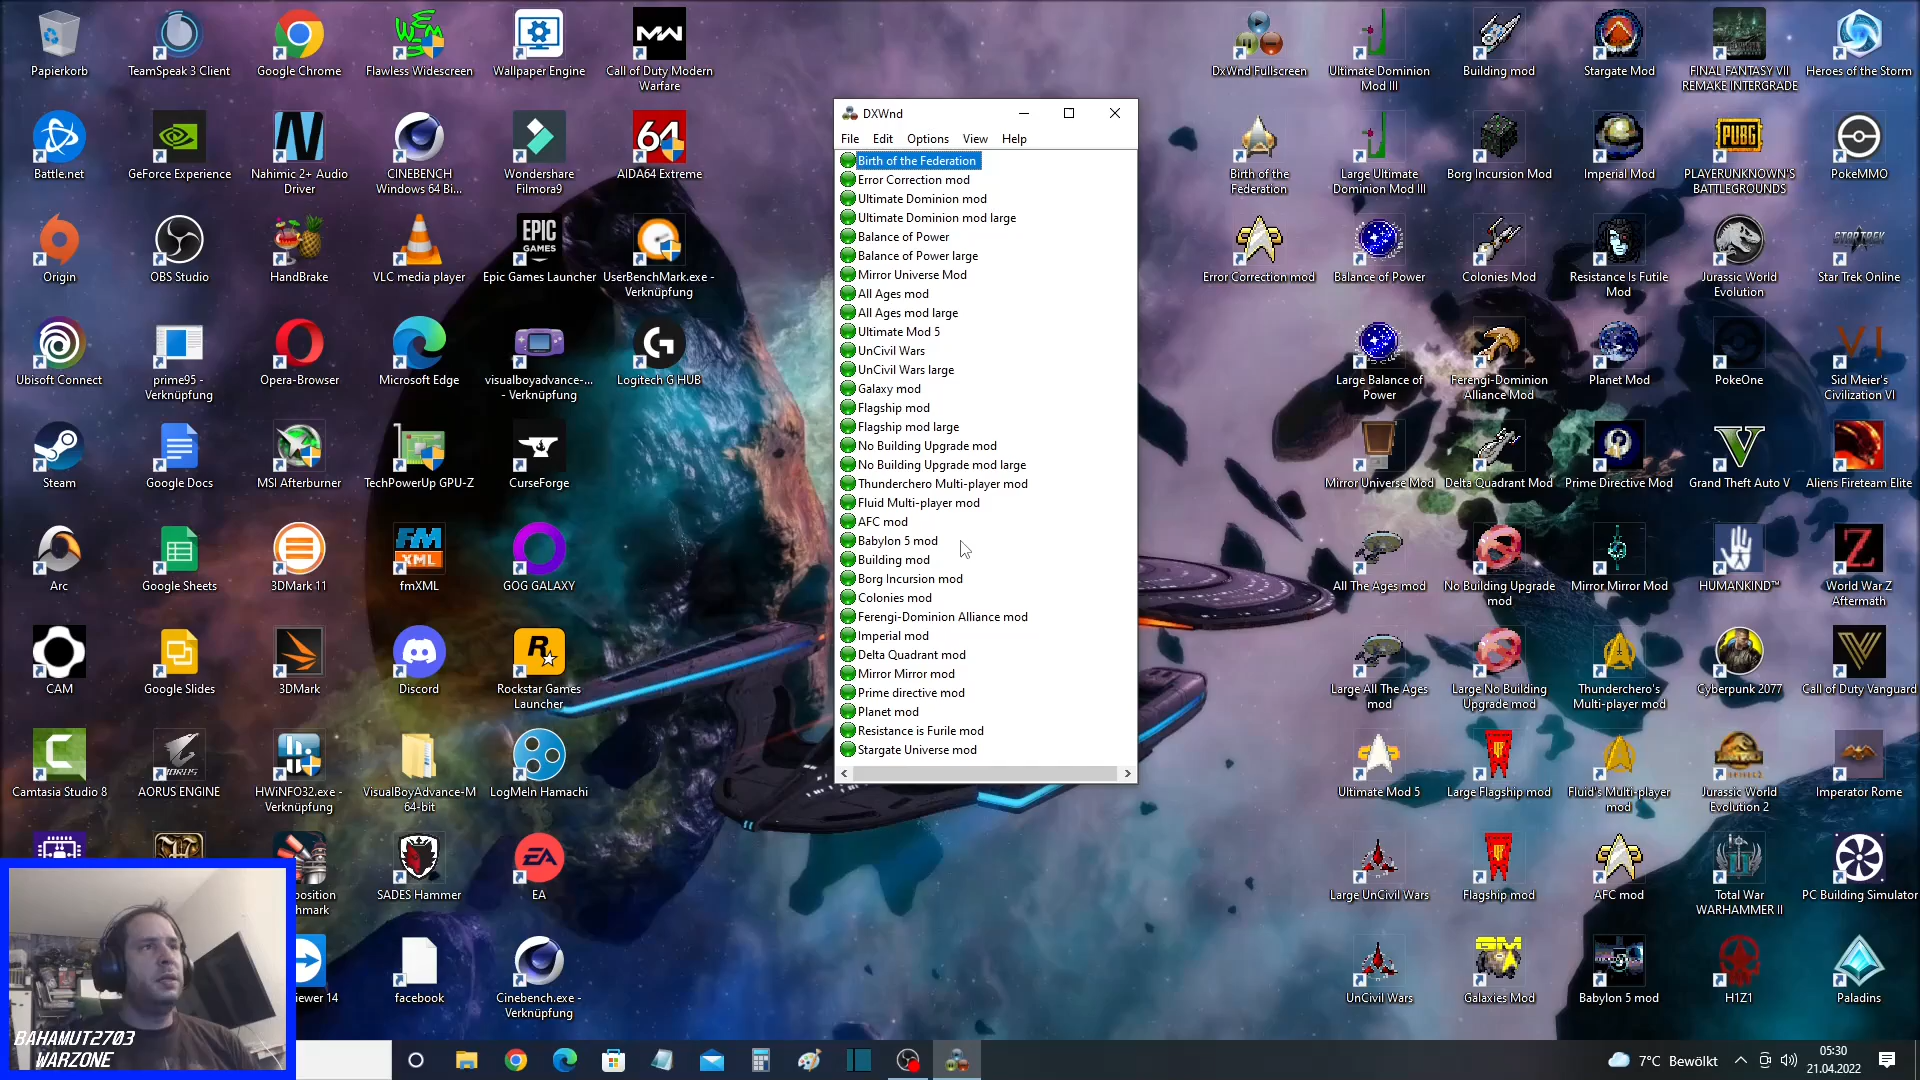 Papierkorb
TeamSpeak 3 Client
Google Chrome
Flawless Widescreen
Wallpaper Engine
Call of Duty Modern
Warfare
Battle.net
GeForce Experience
Nahimic 2+ Audio
Driver
CINEBENCH
Windows 64 Bi...
Wondershare
Filmora9
64
AIDA64 Extreme
Origin
OBS Studio
HandBrake
VLC media player
EPIC
GAMES
Epic Games Launcher
UserBenchMark.exe -
Verknüpfung
Ubisoft Connect
prime95 -
Verknüpfung
Opera-Browser
Microsoft Edge
visualboyadvance-...
- Verknüpfung
Logitech G HUB
Steam
Google Docs
MSI Afterburner
TechPowerUp GPU-Z
CurseForge
Arc
Google Sheets
3DMark 11
FM
XML
fmXML
GOG GALAXY
CAM
Google Slides
3DMark
Discord
Rockstar Games
Launcher
Camtasia Studio 8
AORUS ENGINE
HWiNFO32.exe -
Verknüpfung
VisualBoyAdvance-M
64-bit
LogMeIn Hamachi
position
hmark
SADES Hammer
EA
EA
iewer 14
facebook
Cinebench.exe -
Verknüpfung
BAHAMUT2703
WARZONE
DXWnd
File Edit Options View Help
Birth of the Federation
Error Correction mod
Ultimate Dominion mod
Ultimate Dominion mod large
Balance of Power
Balance of Power large
Mirror Universe Mod
All Ages mod
All Ages mod large
Ultimate Mod 5
UnCivil Wars
UnCivil Wars large
Galaxy mod
Flagship mod
Flagship mod large
No Building Upgrade mod
No Building Upgrade mod large
Thunderchero Multi-player mod
Fluid Multi-player mod
AFC mod
Babylon 5 mod
Building mod
Borg Incursion mod
Colonies mod
Ferengi-Dominion Alliance mod
Imperial mod
Delta Quadrant mod
Mirror Mirror mod
Prime directive mod
Planet mod
Resistance is Furile mod
Stargate Universe mod
DxWnd Fullscreen
Ultimate Dominion
Mod III
Building mod
Stargate Mod
FINAL FANTASY VII
REMAKE INTERGRADE
Heroes of the Storm
Birth of the
Federation
Large Ultimate
Dominion Mod III
Borg Incursion Mod
Imperial Mod
PUBG
PLAYERUNKNOWN'S
BATTLEGROUNDS
PokeMMO
Error Correction mod
Balance of Power
Colonies Mod
Resistance Is Futile
Mod
Jurassic World
Evolution
STAR TREK
Star Trek Online
Large Balance of
Power
Ferengi-Dominion
Alliance Mod
Planet Mod
PokeOne
VI
Sid Meier's
Civilization VI
Mirror Universe Mod
Delta Quadrant Mod
Prime Directive Mod
Grand Theft Auto V
Aliens Fireteam Elite
All The Ages mod
No Building Upgrade
mod
Mirror Mirror Mod
HUMANKIND™
World War Z
Aftermath
Large All The Ages
mod
Large No Building
Upgrade mod
Thunderchero's
Multi-player mod
Cyberpunk 2077
Call of Duty Vanguard
Ultimate Mod 5
Large Flagship mod
Fluid's Multi-player
mod
Jurassic World
Evolution 2
Imperator Rome
Large UnCivil Wars
Flagship mod
AFC mod
Total War
WARHAMMER II
PC Building Simulator
UnCivil Wars
GM
Galaxies Mod
Babylon 5 mod
H1Z1
Paladins
7°C Bewölkt
05:30
21.04.2022